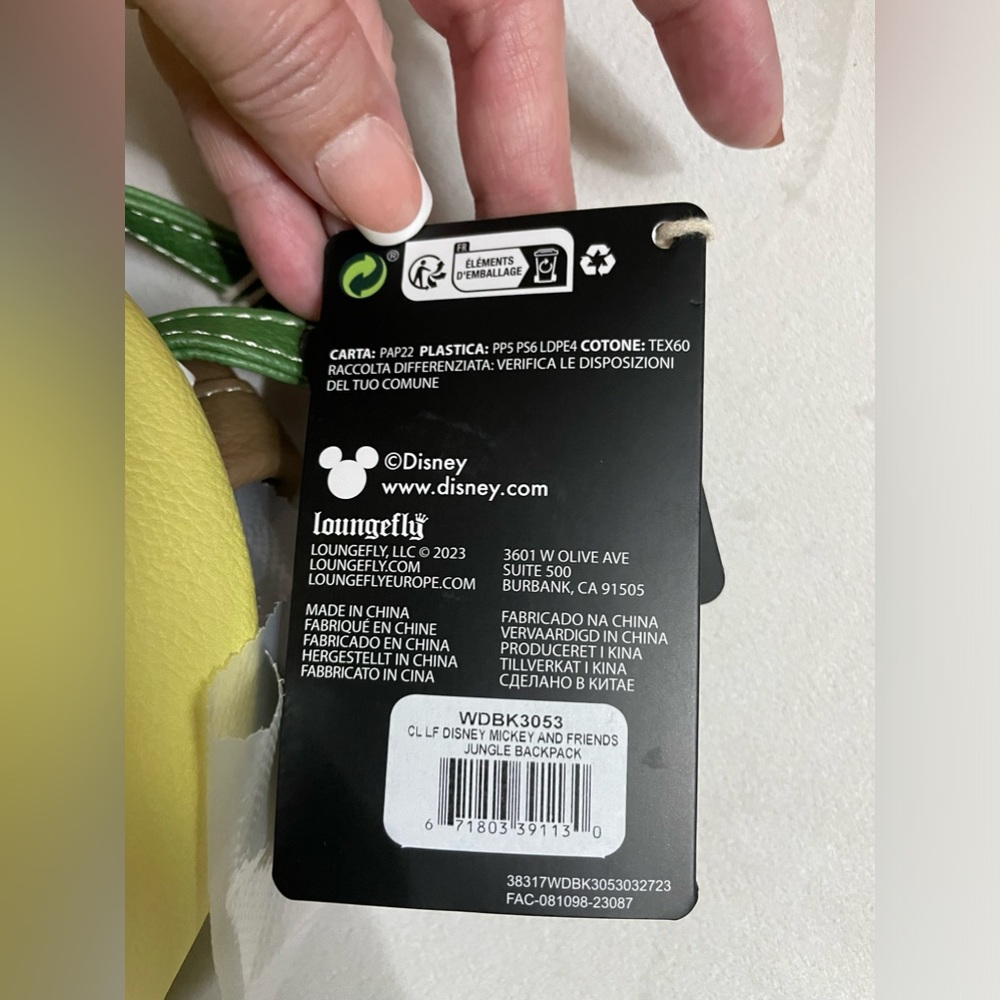 ®
FR
ÉLÉMENTS
D'EMBALLAGE
CARTA: PAP22 PLASTICA: PP5 PS6 LDPE4 COTONE: TEX60
RACCOLTA DIFFERENZIATA: VERIFICA LE DISPOSIZIONI
DEL TUO COMUNE
©Disney
www.disney.com
loungefly
LOUNGEFLY, LLC © 2023
LOUNGEFLY.COM
LOUNGEFLYEUROPE.COM
3601 W OLIVE AVE
SUITE 500
BURBANK, CA 91505
MADE IN CHINA
FABRIQUÉ EN CHINE
FABRICADO EN CHINA
HERGESTELLT IN CHINA
FABBRICATO IN CINA
FABRICADO NA CHINA
VERVAARDIGD IN CHINA
PRODUCERET I KINA
TILLVERKAT I KINA
СДЕЛАНО В КИТАЕ
WDBK3053
CL LF DISNEY MICKEY AND FRIENDS
JUNGLE BACKPACK
6 71803 39113 0
38317WDBK3053032723
FAC-081098-23087